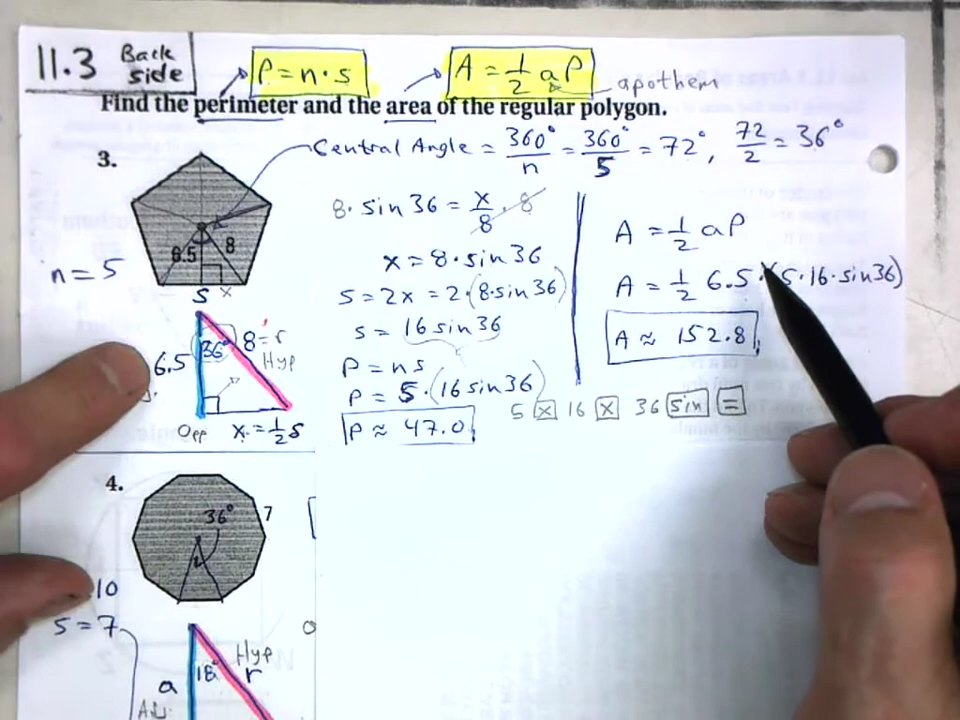 11.3 Back side
P = n·s
A = ½ a P
apothem
Find the perimeter and the area of the regular polygon.
3.
Central Angle = 360°/n = 360°/5 = 72°, 72/2 = 36°
6.5
8
n = 5
s
x
8· sin 36 = x/8 · 8
x = 8·sin 36
s = 2x = 2·(8·sin 36)
s = 16 sin 36
P = n s
P = 5·(16 sin 36)
P ≈ 47.0
6.5
36°
8 = r
Hyp
Opp
x = ½ s
A = ½ a P
A = ½ 6.5 · 5·16·sin 36)
A ≈ 152.8
5 x 16 x 36 sin =
4.
36°
7
10
s = 7
18°
Hyp
r
a